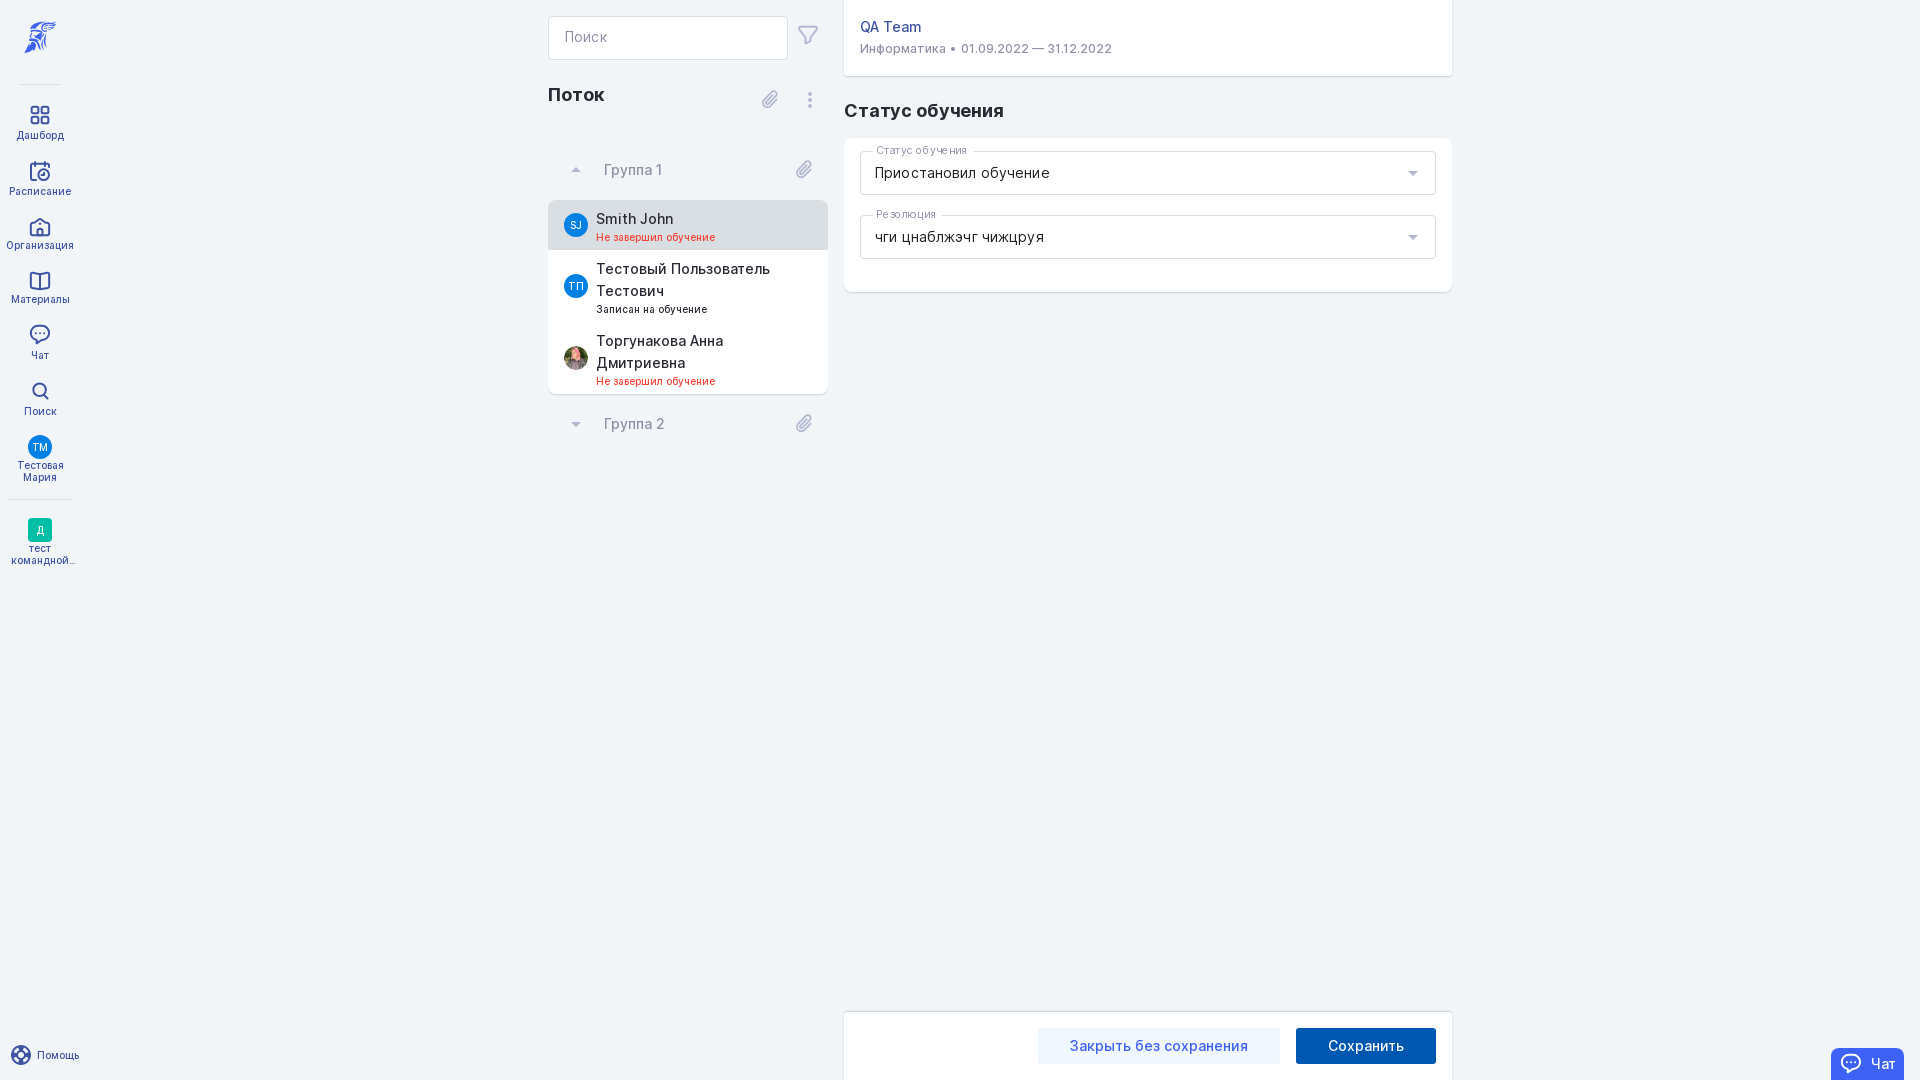 Дашборд
Расписание
Организация
Материалы
Чат
Поиск
ТМ
Тестовая
Мария
Д
тест
командной...
Помощь
Поиск
Поток
Группа 1
SJ
Smith John
Не завершил обучение
ТП
Тестовый Пользователь
Тестович
Записан на обучение
Торгунакова Анна
Дмитриевна
Не завершил обучение
Группа 2
QA Team
Информатика • 01.09.2022 — 31.12.2022
Статус обучения
Статус обучения
Приостановил обучение
Резолюция
чги цнаблжэчг чижцруя
Закрыть без сохранения
Сохранить
Чат